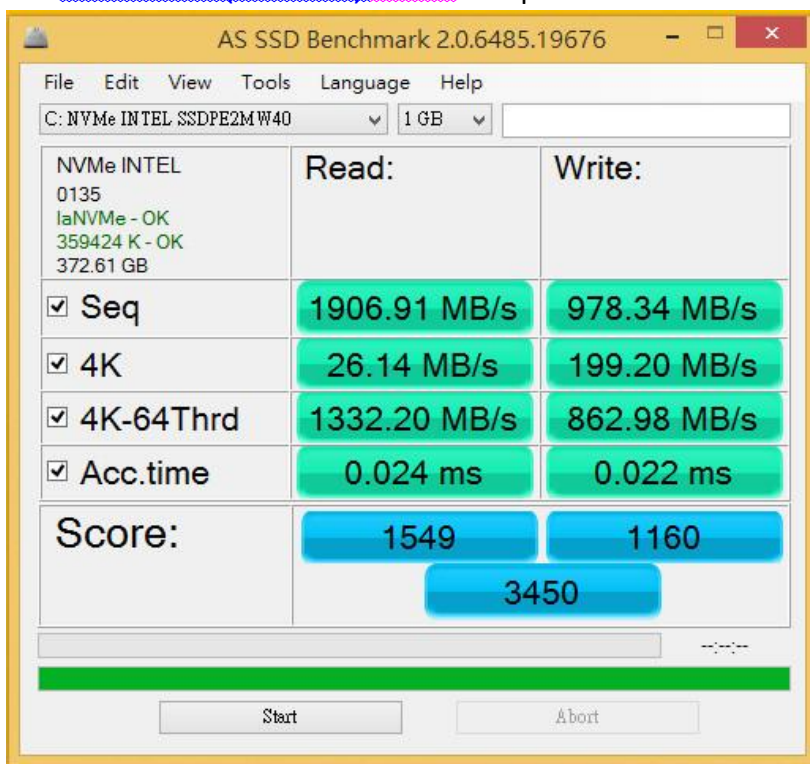 AS SSD Benchmark 2.0.6485.19676
File Edit View Tools Language Help
C: NVMe INTEL SSDPE2MW40 1 GB
NVMe INTEL
0135
IaNVMe - OK
359424 K - OK
372.61 GB
Read: Write:
Seq 1906.91 MB/s 978.34 MB/s
4K 26.14 MB/s 199.20 MB/s
4K-64Thrd 1332.20 MB/s 862.98 MB/s
Acc.time 0.024 ms 0.022 ms
Score: 1549 1160
3450
--:--:--
Start Abort